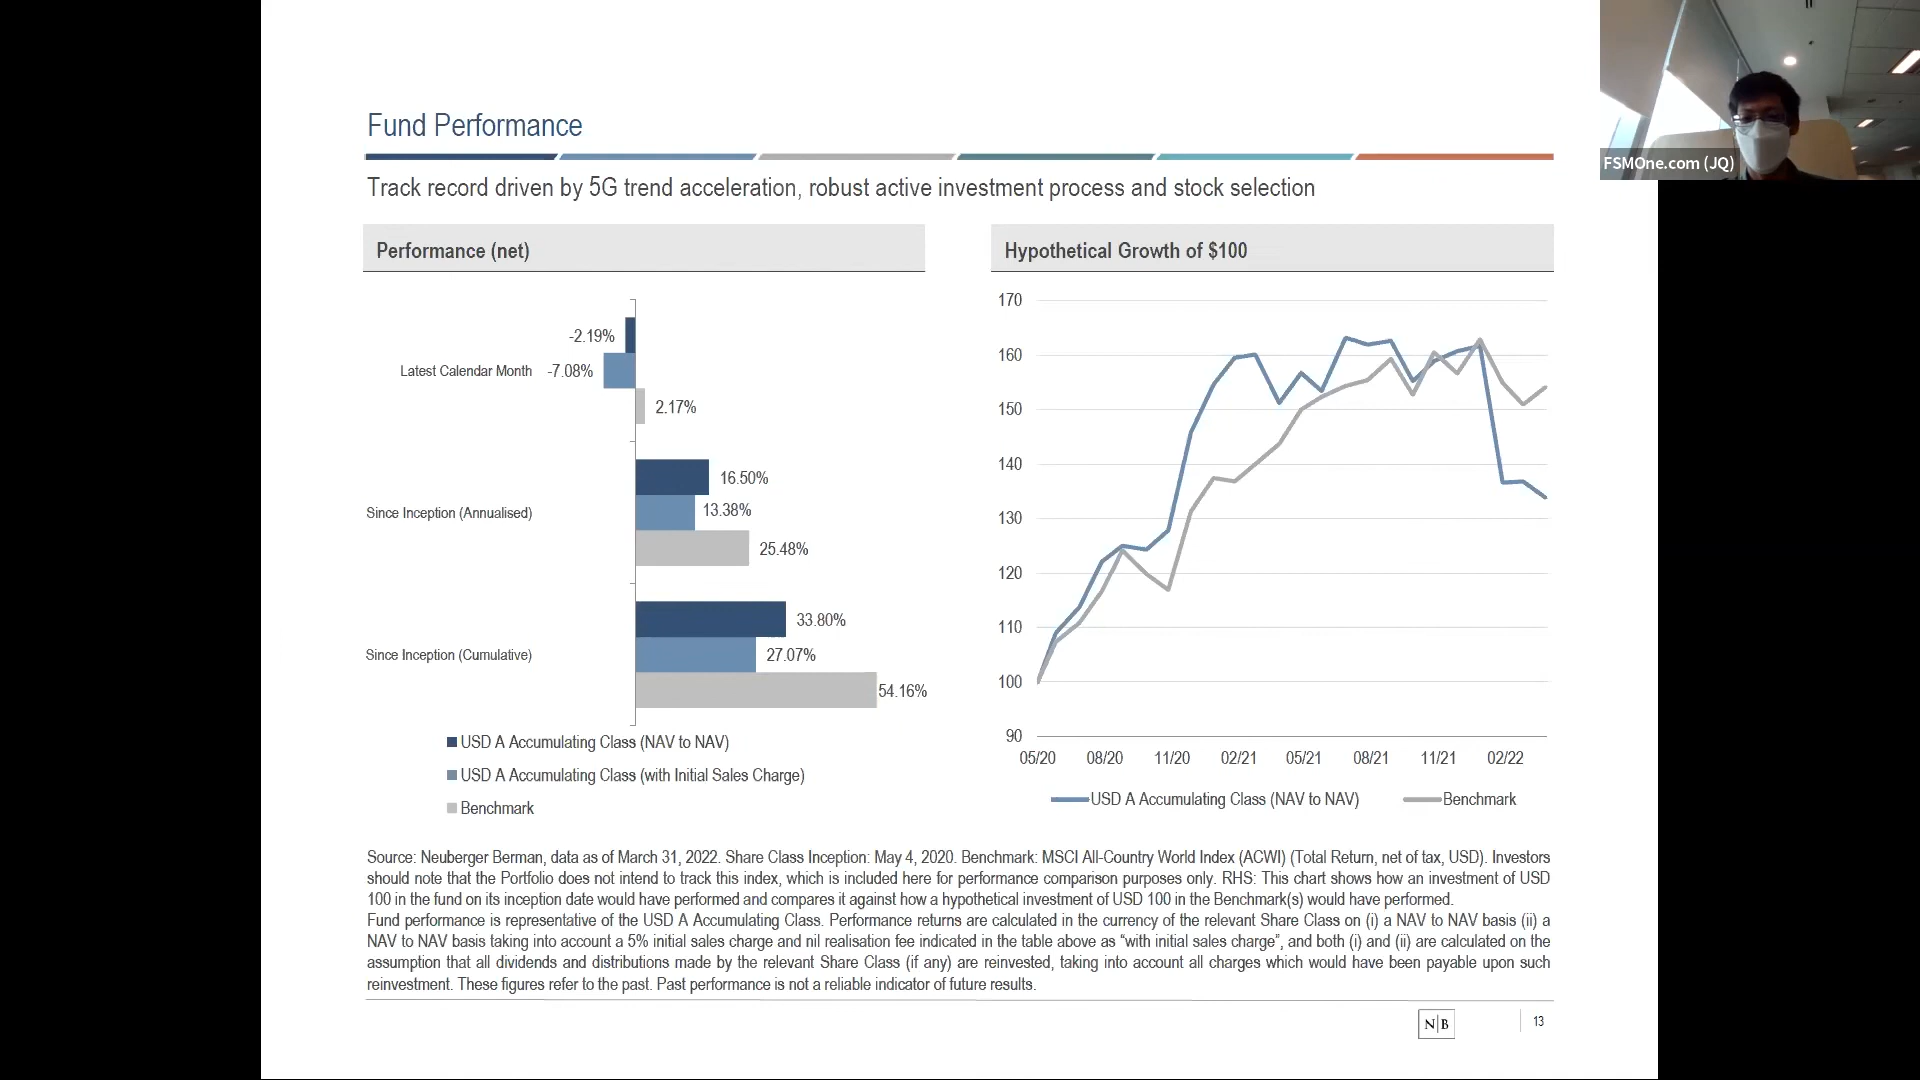 Fund Performance
FSMOne.com (JQ)
Track record driven by 5G trend acceleration, robust active investment process and stock selection
Performance (net)
-2.19%
Latest Calendar Month
-7.08%
2.17%
16.50%
Since Inception (Annualised)
13.38%
25.48%
33.80%
Since Inception (Cumulative)
27.07%
54.16%
USD A Accumulating Class (NAV to NAV)
USD A Accumulating Class (with Initial Sales Charge)
Benchmark
Hypothetical Growth of $100
170
160
150
140
130
120
110
100
90
05/20 08/20 11/20 02/21 05/21 08/21 11/21 02/22
USD A Accumulating Class (NAV to NAV) Benchmark
Source: Neuberger Berman, data as of March 31, 2022. Share Class Inception: May 4, 2020. Benchmark: MSCI All-Country World Index (ACWI) (Total Return, net of tax, USD). Investors
should note that the Portfolio does not intend to track this index, which is included here for performance comparison purposes only. RHS: This chart shows how an investment of USD
100 in the fund on its inception date would have performed and compares it against how a hypothetical investment of USD 100 in the Benchmark(s) would have performed.
Fund performance is representative of the USD A Accumulating Class. Performance returns are calculated in the currency of the relevant Share Class on (i) a NAV to NAV basis (ii) a
NAV to NAV basis taking into account a 5% initial sales charge and nil realisation fee indicated in the table above as “with initial sales charge”, and both (i) and (ii) are calculated on the
assumption that all dividends and distributions made by the relevant Share Class (if any) are reinvested, taking into account all charges which would have been payable upon such
reinvestment. These figures refer to the past. Past performance is not a reliable indicator of future results.
N|B
13